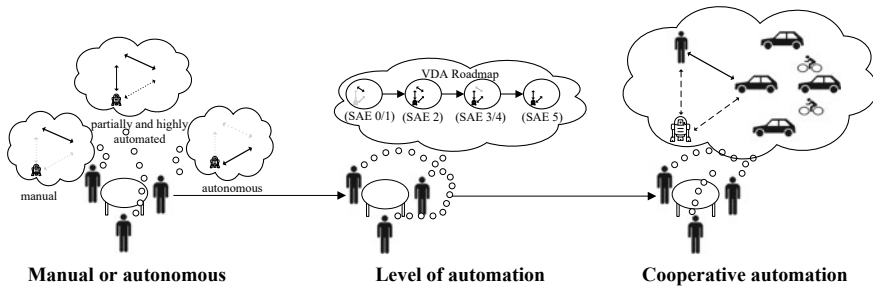 partially and highly
automated
manual
autonomous
VDA Roadmap
(SAE 0/1)
(SAE 2)
(SAE 3/4)
(SAE 5)
Manual or autonomous
Level of automation
Cooperative automation